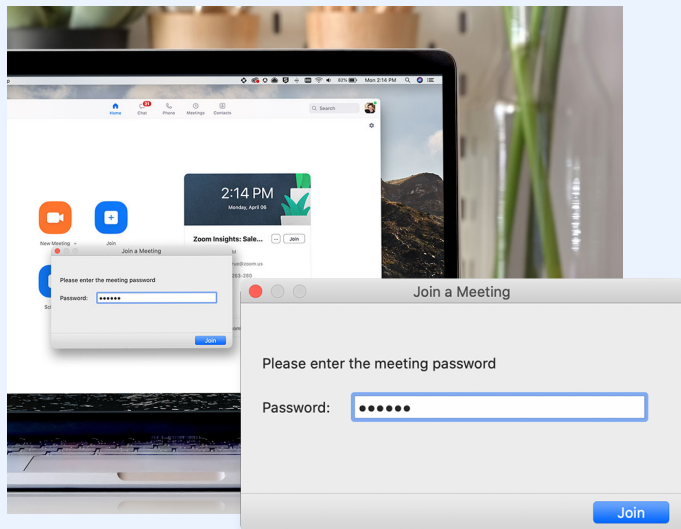 92% Mon 2:14 PM
Home Chat Phone Meetings Contacts
Search
2:14 PM
Monday, April 06
New Meeting Join
Zoom Insights: Sale... Join
Join a Meeting
Please enter the meeting password
Password: ••••••
Join
Join a Meeting
Please enter the meeting password
Password: ••••••
Join